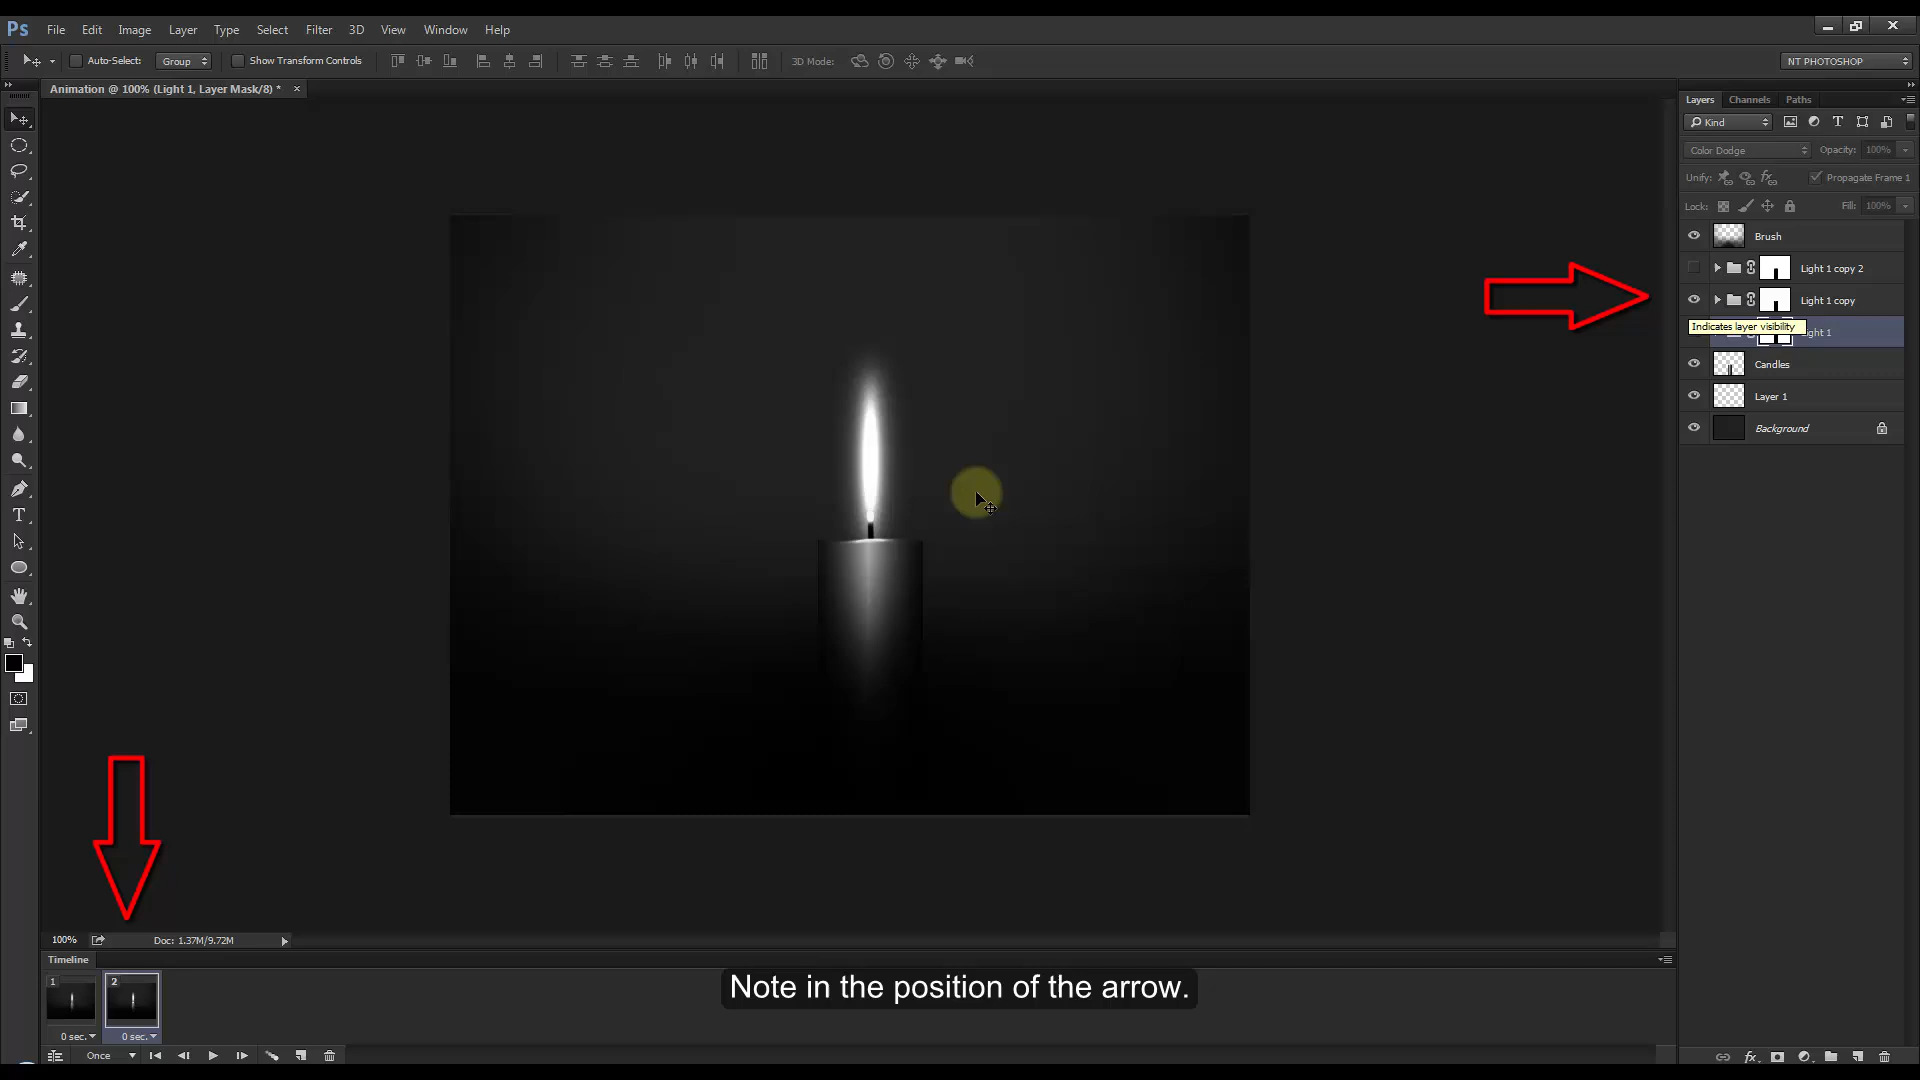 Ps File Edit Image Layer Type Select Filter 3D View Window Help
Auto-Select: Group Show Transform Controls 3D Mode: NT PHOTOSHOP
Animation @ 100% (Light 1, Layer Mask/8) * ×
Layers Channels Paths
Kind
Color Dodge Opacity: 100%
Unify: Propagate Frame 1
Lock: Fill: 100%
Brush
Light 1 copy 2
Light 1 copy
Indicates layer visibility
Light 1
Candles
Layer 1
Background
100% Doc: 1.37M/9.72M
Timeline
1 2
0 sec. 0 sec.
Once
Note in the position of the arrow.